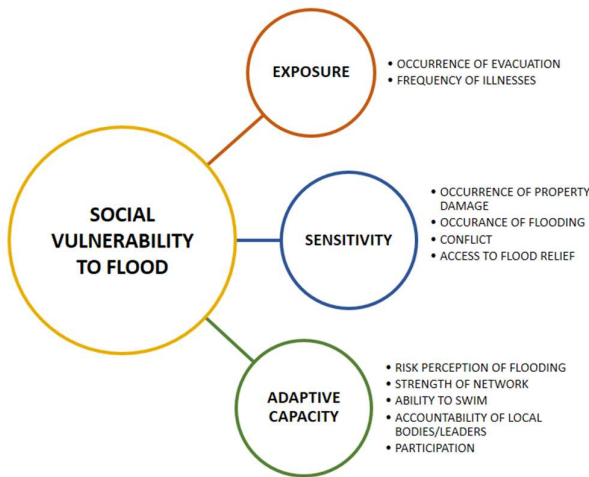 EXPOSURE
• OCCURRENCE OF EVACUATION
• FREQUENCY OF ILLNESSES
SOCIAL
VULNERABILITY
TO FLOOD
SENSITIVITY
• OCCURRENCE OF PROPERTY
DAMAGE
• OCCURANCE OF FLOODING
• CONFLICT
• ACCESS TO FLOOD RELIEF
ADAPTIVE
CAPACITY
• RISK PERCEPTION OF FLOODING
• STRENGTH OF NETWORK
• ABILITY TO SWIM
• ACCOUNTABILITY OF LOCAL
BODIES/LEADERS
• PARTICIPATION